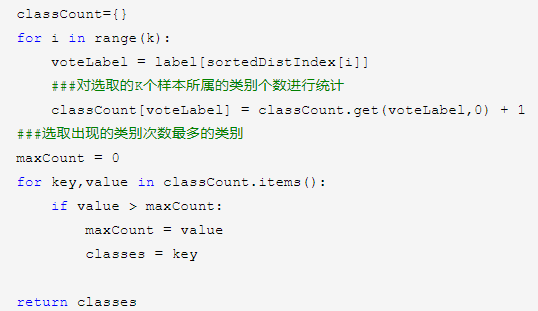 classCount={}
for i in range(k):
    voteLabel = label[sortedDistIndex[i]]
    ###对选取的K个样本所属的类别个数进行统计
    classCount[voteLabel] = classCount.get(voteLabel,0) + 1
###选取出现的类别次数最多的类别
maxCount = 0
for key,value in classCount.items():
    if value > maxCount:
        maxCount = value
        classes = key
return classes